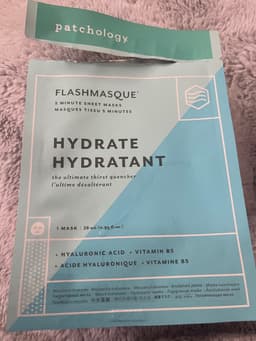 patchology
FLASHMASQUE
5 MINUTE SHEET MASKS
MASQUES TISSU 5 MINUTES
HYDRATE
HYDRATANT
the ultimate thirst quencher
l'ultime désaltérant
1 MASK
• HYALURONIC ACID • VITAMIN B5
• ACIDE HYALURONIQUE • VITAMINE B5